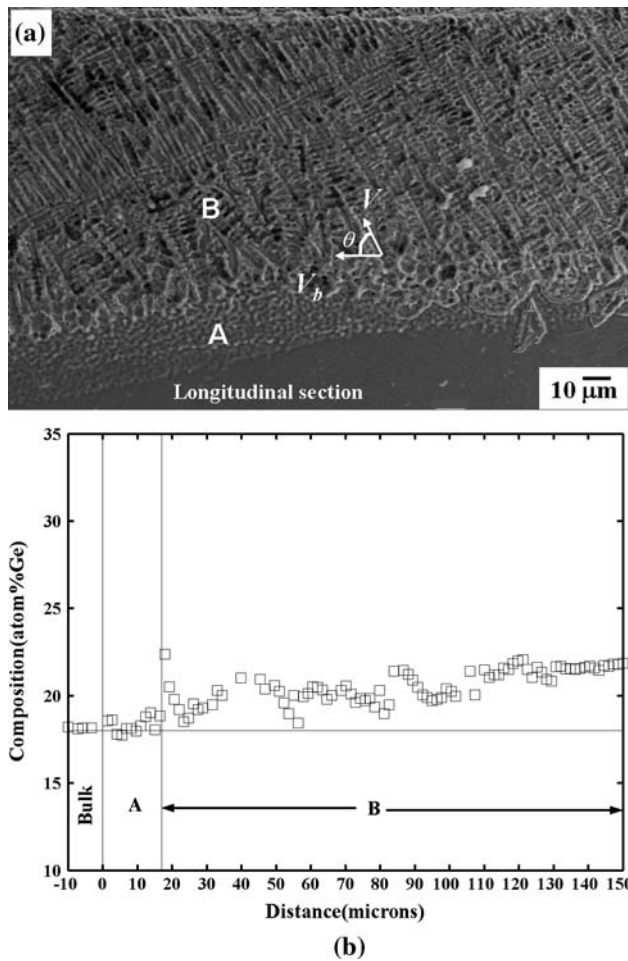 (a)
B
V
θ
V_b
A
Longitudinal section
10 μm
35
30
25
20
15
10
Composition(atom%Ge)
Bulk
A
B
-10 0 10 20 30 40 50 60 70 80 90 100 110 120 130 140 150
Distance(microns)
(b)